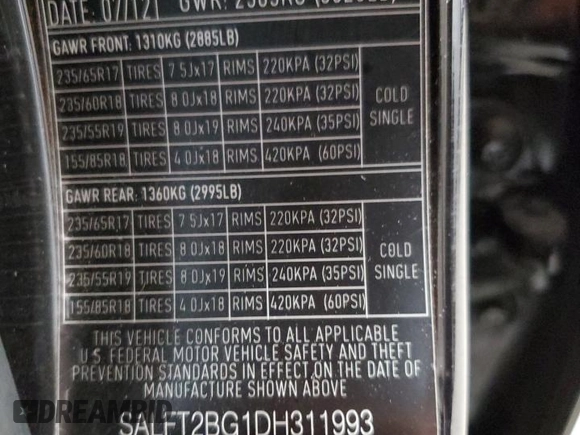 DATE: 07/12
GAWR FRONT: 1310KG (2885LB)
235/65R17 TIRES 7 5Jx17 RIMS 220KPA (32PSI)
235/60R18 TIRES 8 0Jx18 RIMS 220KPA (32PSI)
235/55R19 TIRES 8 0Jx19 RIMS 240KPA (35PSI)
155/85R18 TIRES 4 0Jx18 RIMS 420KPA (60PSI)
COLD
SINGLE
GAWR REAR: 1360KG (2995LB)
235/65R17 TIRES 7 5Jx17 RIMS 220KPA (32PSI)
235/60R18 TIRES 8 0Jx18 RIMS 220KPA (32PSI)
235/55R19 TIRES 8 0Jx19 RIMS 240KPA (35PSI)
155/85R18 TIRES 4 0Jx18 RIMS 420KPA (60PSI)
COLD
SINGLE
THIS VEHICLE CONFORMS TO ALL APPLICABLE
U.S. FEDERAL MOTOR VEHICLE SAFETY AND THEFT
PREVENTION STANDARDS IN EFFECT ON THE DATE OF
MANUFACTURE SHOWN ABOVE
SALFT2BG1DH311993
AUTOBIDMASTER